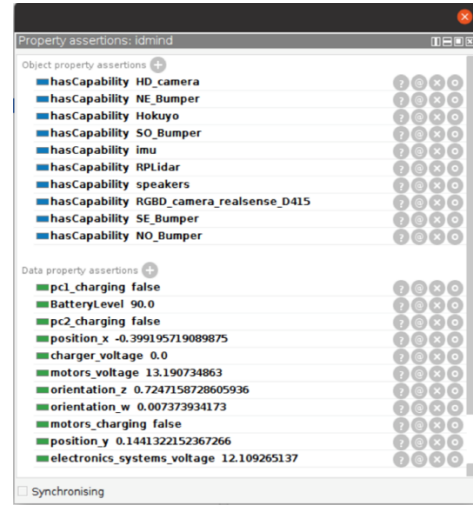 Property assertions: idmind
Object property assertions
hasCapability HD_camera
hasCapability NE_Bumper
hasCapability Hokuyo
hasCapability SO_Bumper
hasCapability imu
hasCapability RPLidar
hasCapability speakers
hasCapability RGBD_camera_realsense_D415
hasCapability SE_Bumper
hasCapability NO_Bumper
Data property assertions
pc1_charging false
BatteryLevel 90.0
pc2_charging false
position_x -0.399195719089875
charger_voltage 0.0
motors_voltage 13.190734863
orientation_z 0.7247158728605936
orientation_w 0.007373934173
motors_charging false
position_y 0.1441322152367266
electronics_systems_voltage 12.109265137
Synchronising